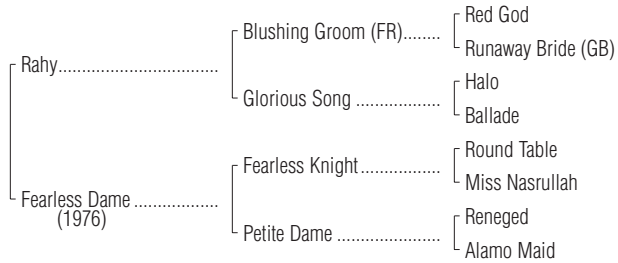 Red God
Blushing Groom (FR)........
Runaway Bride (GB)
Rahy.................................
Halo
Glorious Song ..................
Ballade
Round Table
Fearless Knight.................
Miss Nasrullah
Fearless Dame ..................
(1976)
Reneged
Petite Dame ......................
Alamo Maid